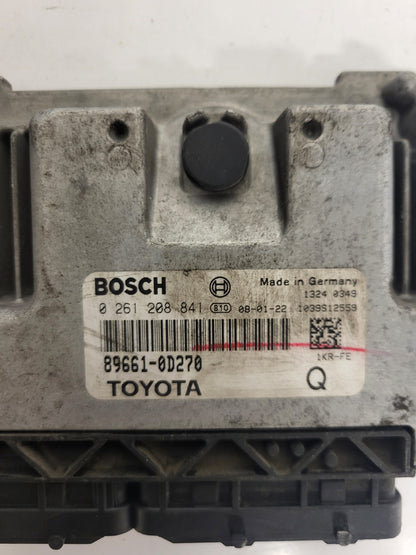 BOSCH Made in Germany
1324 0349
0 261 208 841 B10 08-01-22 1039S12559
89661-0D270 1KR-FE
TOYOTA Q